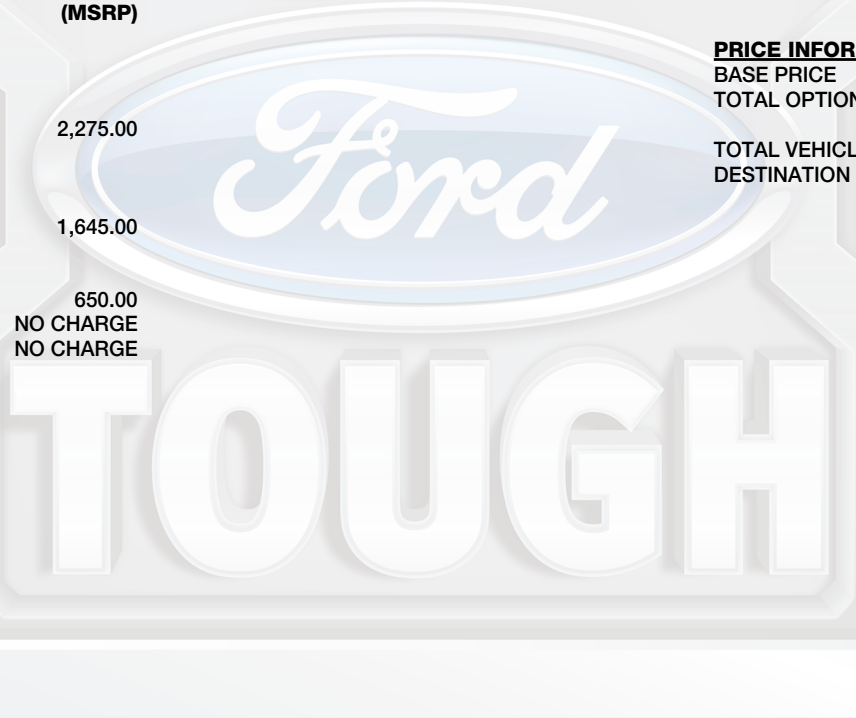 (MSRP)
2,275.00
1,645.00
650.00
NO CHARGE
NO CHARGE
PRICE INFOR
BASE PRICE
TOTAL OPTION
TOTAL VEHICL
DESTINATION
Ford
TOUGH